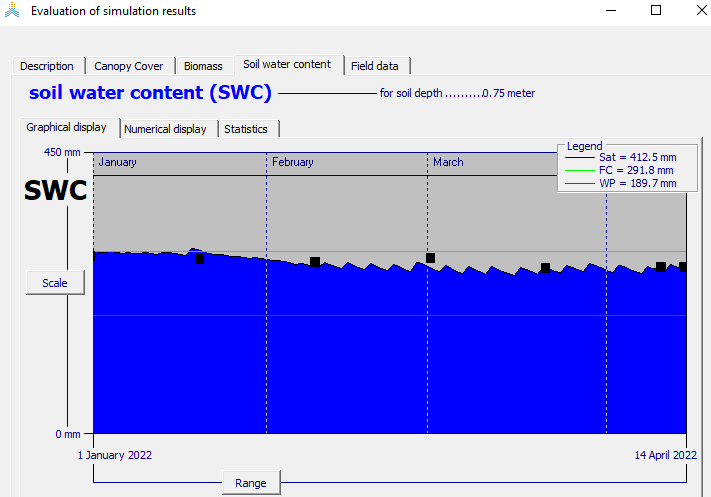 Evaluation of simulation results
Description Canopy Cover Biomass Soil water content Field data
soil water content (SWC) for soil depth ..........0.75 meter
Graphical display Numerical display Statistics
450 mm January February March
Legend
Sat = 412.5 mm
FC = 291.8 mm
WP = 189.7 mm
SWC
Scale
0 mm
1 January 2022 14 April 2022
Range